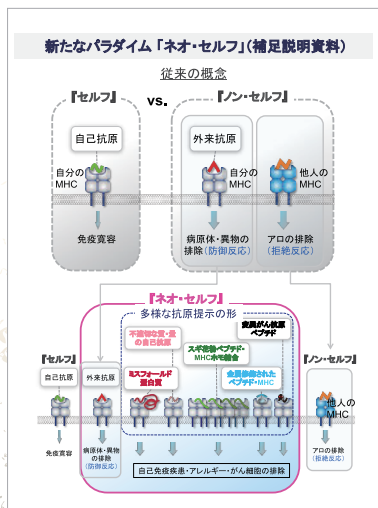 新たなパラダイム「ネオ・セルフ」(補足説明資料)
従来の概念
『セルフ』
vs.
『ノン・セルフ』
自己抗原
外来抗原
自分の
MHC
自分の
MHC
他人の
MHC
免疫寛容
病原体・異物の
排除(防御反応)
アロの排除
(拒絶反応)
『ネオ・セルフ』
多様な抗原提示の形
不適切な質・量
の自己抗原
変異がん抗原
ペプチド
スギ花粉ペプチド・
MHCホモ結合
ミスフォールド
蛋白質
金属修飾された
ペプチド・MHC
『セルフ』
自己抗原
外来抗原
『ノン・セルフ』
他人の
MHC
免疫寛容
病原体・異物
の排除
(防御反応)
自己免疫疾患・アレルギー・がん細胞の排除
アロの排除
(拒絶反応)